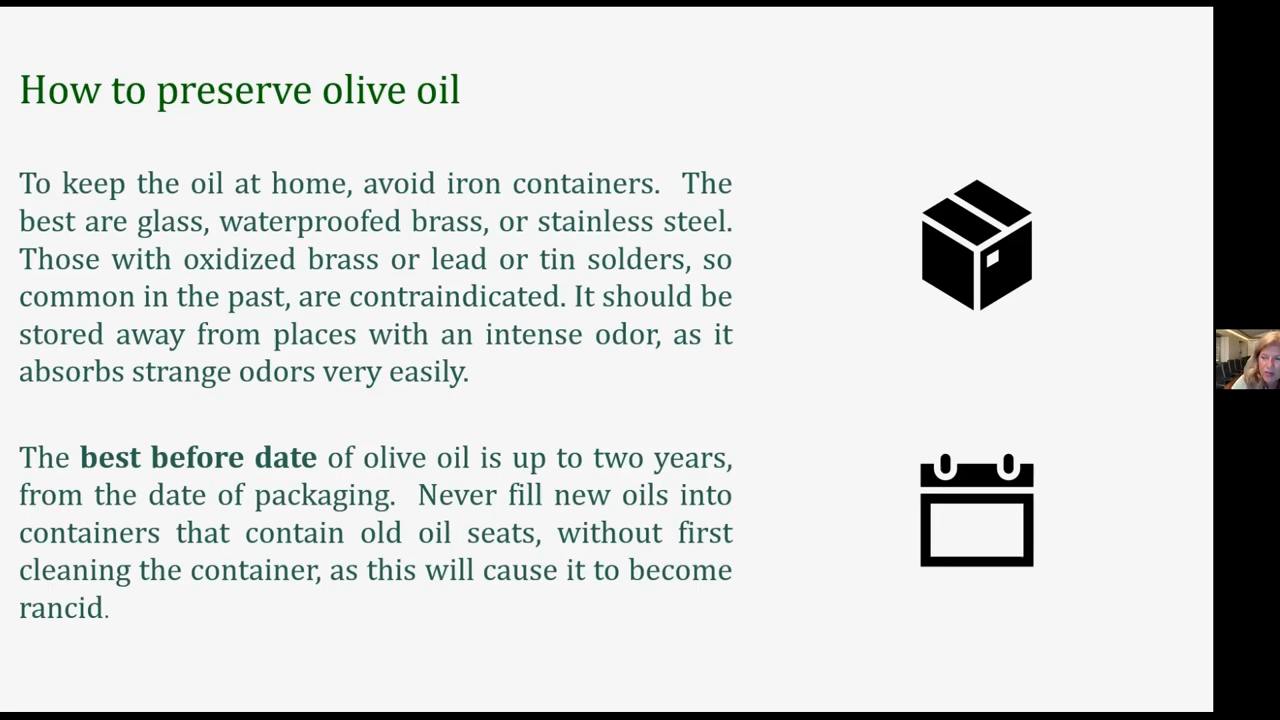 How to preserve olive oil
To keep the oil at home, avoid iron containers.  The
best are glass, waterproofed brass, or stainless steel.
Those with oxidized brass or lead or tin solders, so
common in the past, are contraindicated. It should be
stored away from places with an intense odor, as it
absorbs strange odors very easily.
The best before date of olive oil is up to two years,
from the date of packaging.  Never fill new oils into
containers that contain old oil seats, without first
cleaning the container, as this will cause it to become
rancid.